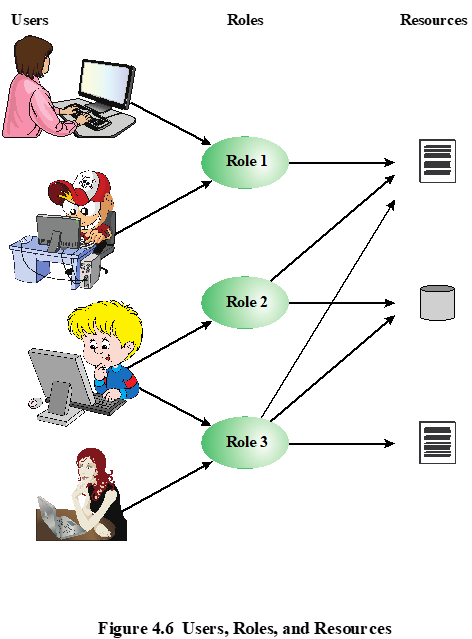 Users Roles Resources
Role 1
Role 2
Role 3
Figure 4.6 Users, Roles, and Resources